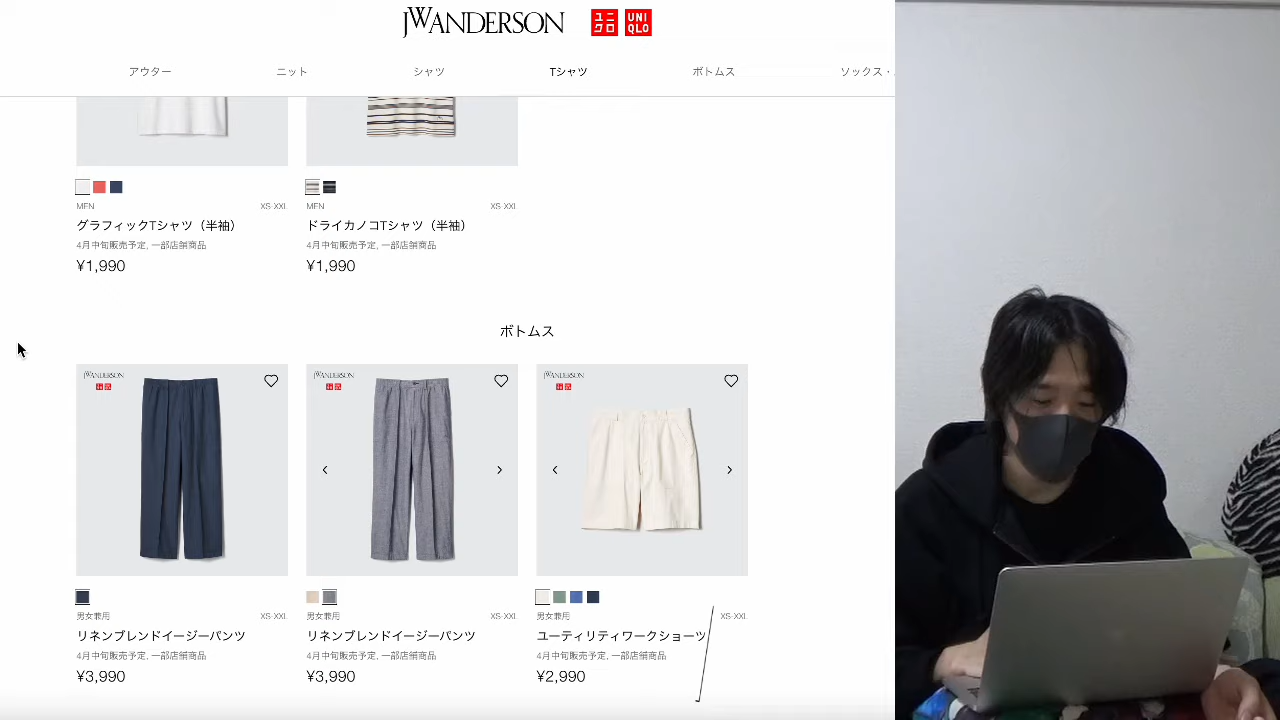 JWANDERSON ユニクロ UNIQLO
アウター ニット シャツ Tシャツ ボトムス ソックス・
MEN XS-XXL
グラフィックTシャツ（半袖）
4月中旬販売予定, 一部店舗商品
¥1,990
MEN XS-XXL
ドライカノコTシャツ（半袖）
4月中旬販売予定, 一部店舗商品
¥1,990
ボトムス
JWANDERSON
JWANDERSON
JWANDERSON
男女兼用 XS-XXL
リネンブレンドイージーパンツ
4月中旬販売予定, 一部店舗商品
¥3,990
男女兼用 XS-XXL
リネンブレンドイージーパンツ
4月中旬販売予定, 一部店舗商品
¥3,990
男女兼用 XS-XXL
ユーティリティワークショーツ
4月中旬販売予定, 一部店舗商品
¥2,990